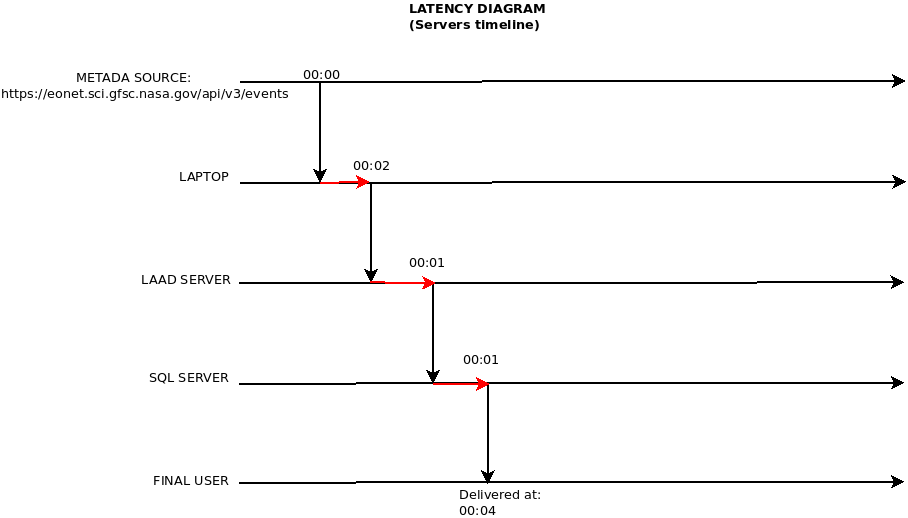 LATENCY DIAGRAM
(Servers timeline)
00:00
METADA SOURCE:
https://eonet.sci.gfsc.nasa.gov/api/v3/events
00:02
LAPTOP
00:01
LAAD SERVER
00:01
SQL SERVER
FINAL USER
Delivered at:
00:04